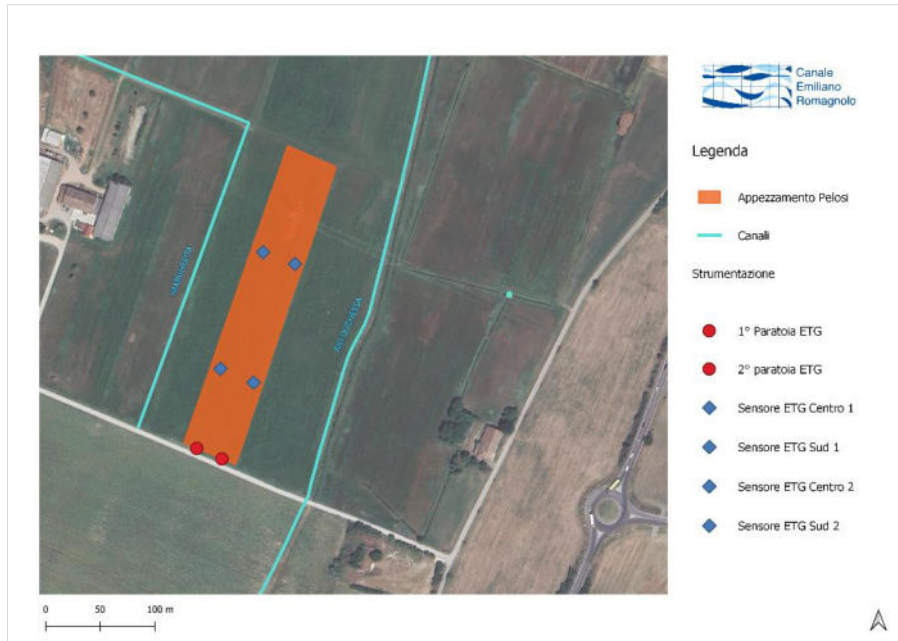 Canale
Emiliano
Romagnolo
Legenda
Appezzamento Pelosi
Canali
Strumentazione
1° Paratoia ETG
2° paratoia ETG
Sensore ETG Centro 1
Sensore ETG Sud 1
Sensore ETG Centro 2
Sensore ETG Sud 2
0 50 100 m